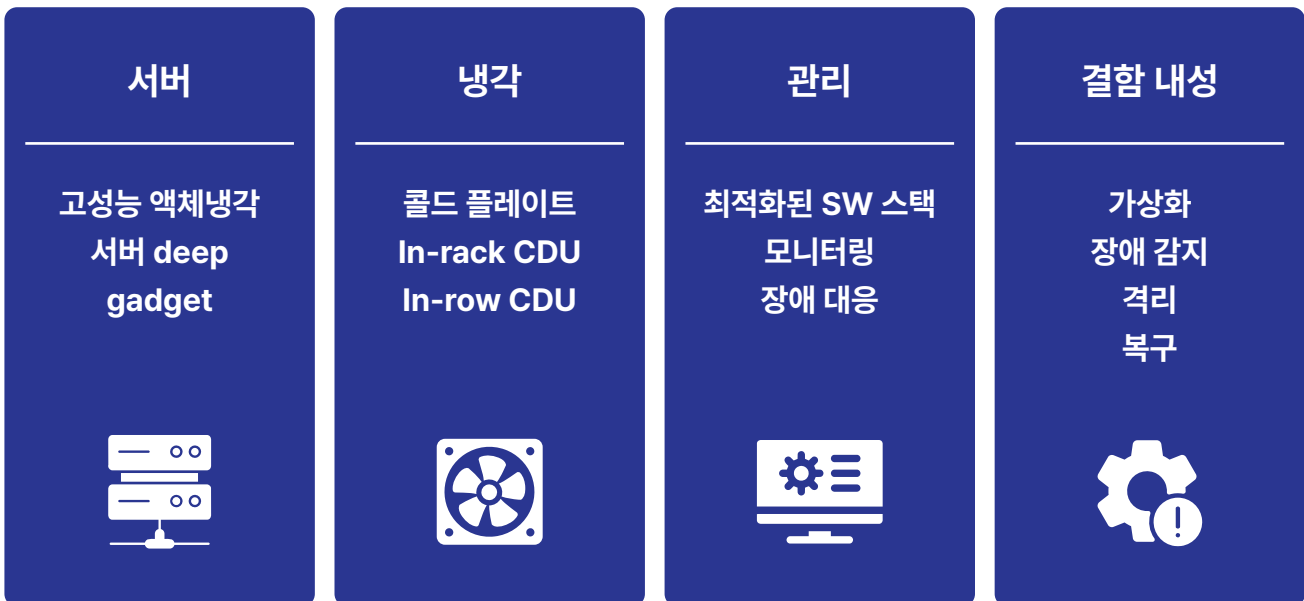 서버
고성능 액체냉각
서버 deep
gadget
냉각
콜드 플레이트
In-rack CDU
In-row CDU
관리
최적화된 SW 스택
모니터링
장애 대응
결함 내성
가상화
장애 감지
격리
복구